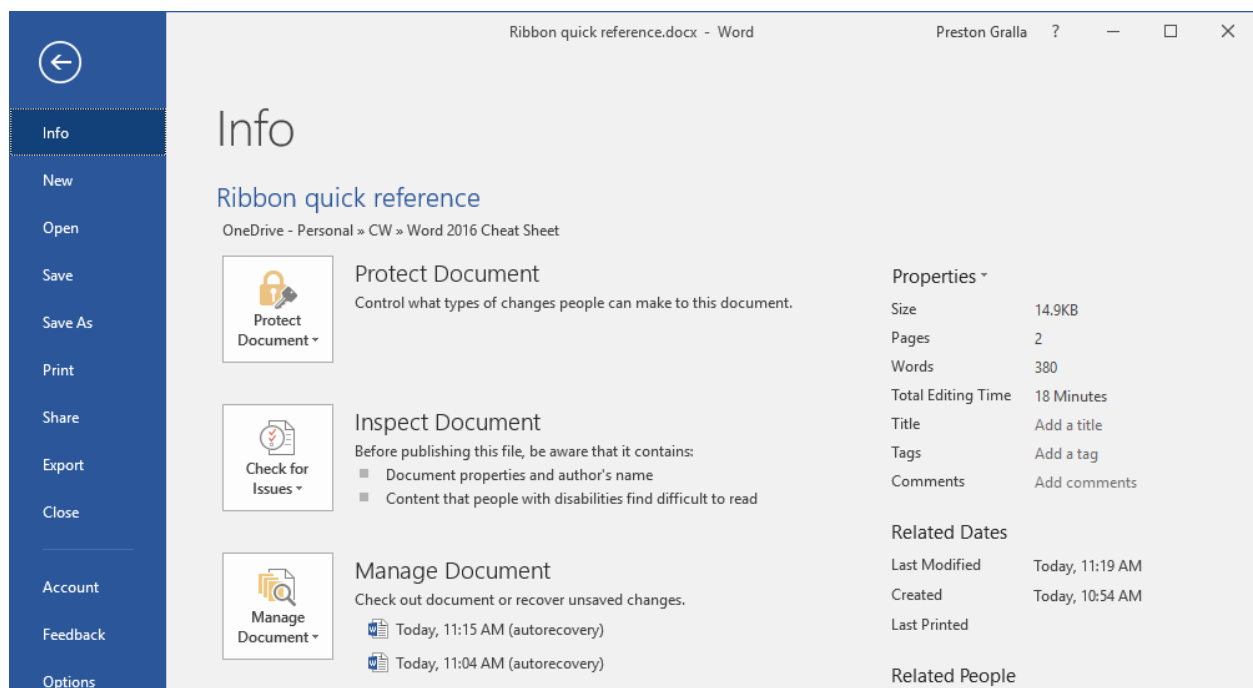 Ribbon quick reference.docx - Word
Preston Gralla
?
Info
New
Open
Save
Save As
Print
Share
Export
Close
Account
Feedback
Options
Info
Ribbon quick reference
OneDrive - Personal » CW » Word 2016 Cheat Sheet
Protect
Document
Protect Document
Control what types of changes people can make to this document.
Check for
Issues
Inspect Document
Before publishing this file, be aware that it contains:
Document properties and author's name
Content that people with disabilities find difficult to read
Manage
Document
Manage Document
Check out document or recover unsaved changes.
Today, 11:15 AM (autorecovery)
Today, 11:04 AM (autorecovery)
Properties
Size 14.9KB
Pages 2
Words 380
Total Editing Time 18 Minutes
Title Add a title
Tags Add a tag
Comments Add comments
Related Dates
Last Modified Today, 11:19 AM
Created Today, 10:54 AM
Last Printed
Related People